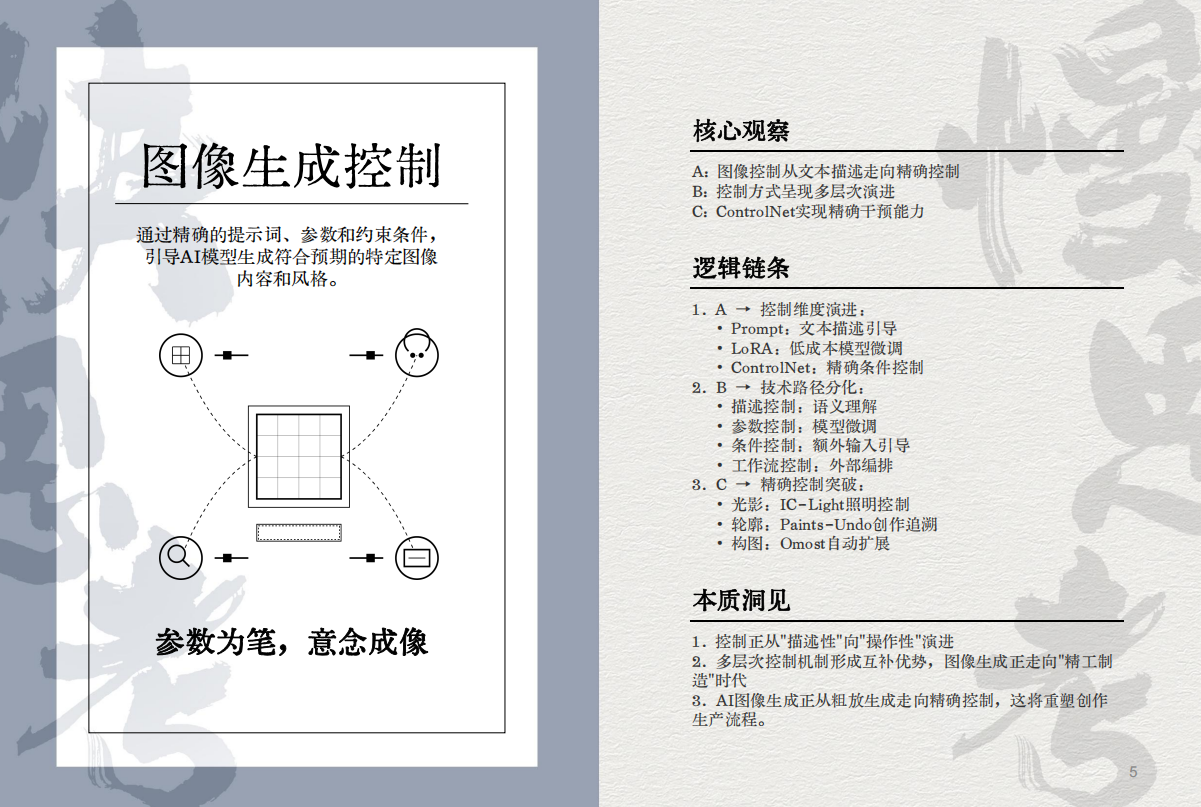 快思考
图像生成控制
通过精确的提示词、参数和约束条件，
引导AI模型生成符合预期的特定图像
内容和风格。
参数为笔，意念成像
慢思考
核心观察
A：图像控制从文本描述走向精确控制
B：控制方式呈现多层次演进
C：ControlNet实现精确干预能力
逻辑链条
1. A → 控制维度演进：
• Prompt：文本描述引导
• LoRA：低成本模型微调
• ControlNet：精确条件控制
2. B → 技术路径分化：
• 描述控制：语义理解
• 参数控制：模型微调
• 条件控制：额外输入引导
• 工作流控制：外部编排
3. C → 精确控制突破：
• 光影：IC-Light照明控制
• 轮廓：Paints-Undo创作追溯
• 构图：Omost自动扩展
本质洞见
1. 控制正从"描述性"向"操作性"演进
2. 多层次控制机制形成互补优势，图像生成正走向"精工制
造"时代
3. AI图像生成正从粗放生成走向精确控制，这将重塑创作
生产流程。
5